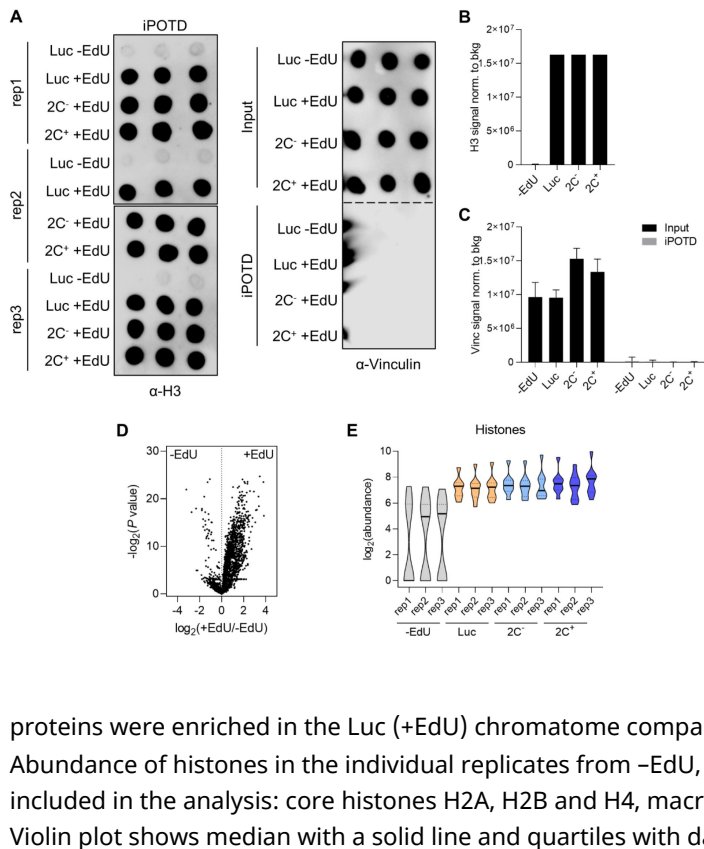 A
iPOTD
rep1
Luc -EdU
Luc +EdU
2C⁻ +EdU
2C⁺ +EdU
rep2
Luc -EdU
Luc +EdU
2C⁻ +EdU
2C⁺ +EdU
rep3
Luc -EdU
Luc +EdU
2C⁻ +EdU
2C⁺ +EdU
α-H3
Input
Luc -EdU
Luc +EdU
2C⁻ +EdU
2C⁺ +EdU
iPOTD
Luc -EdU
Luc +EdU
2C⁻ +EdU
2C⁺ +EdU
α-Vinculin
B
H3 signal norm. to bkg
2×10⁷
1.5×10⁷
1×10⁷
5×10⁶
0
-EdU Luc 2C⁻ 2C⁺
C
Vinc signal norm. to bkg
2×10⁷
1.5×10⁷
1×10⁷
5×10⁶
0
Input
iPOTD
-EdU Luc 2C⁻ 2C⁺ -EdU Luc 2C⁻ 2C⁺
D
-EdU +EdU
-log₂(P value)
30
20
10
0
-4 -2 0 2 4
log₂(+EdU/-EdU)
E
Histones
log₂(abundance)
10
8
6
4
2
0
rep1 rep2 rep3 rep1 rep2 rep3 rep1 rep2 rep3 rep1 rep2 rep3
-EdU Luc 2C⁻ 2C⁺
proteins were enriched in the Luc (+EdU) chromatome compa
Abundance of histones in the individual replicates from –EdU,
included in the analysis: core histones H2A, H2B and H4, macr
Violin plot shows median with a solid line and quartiles with da